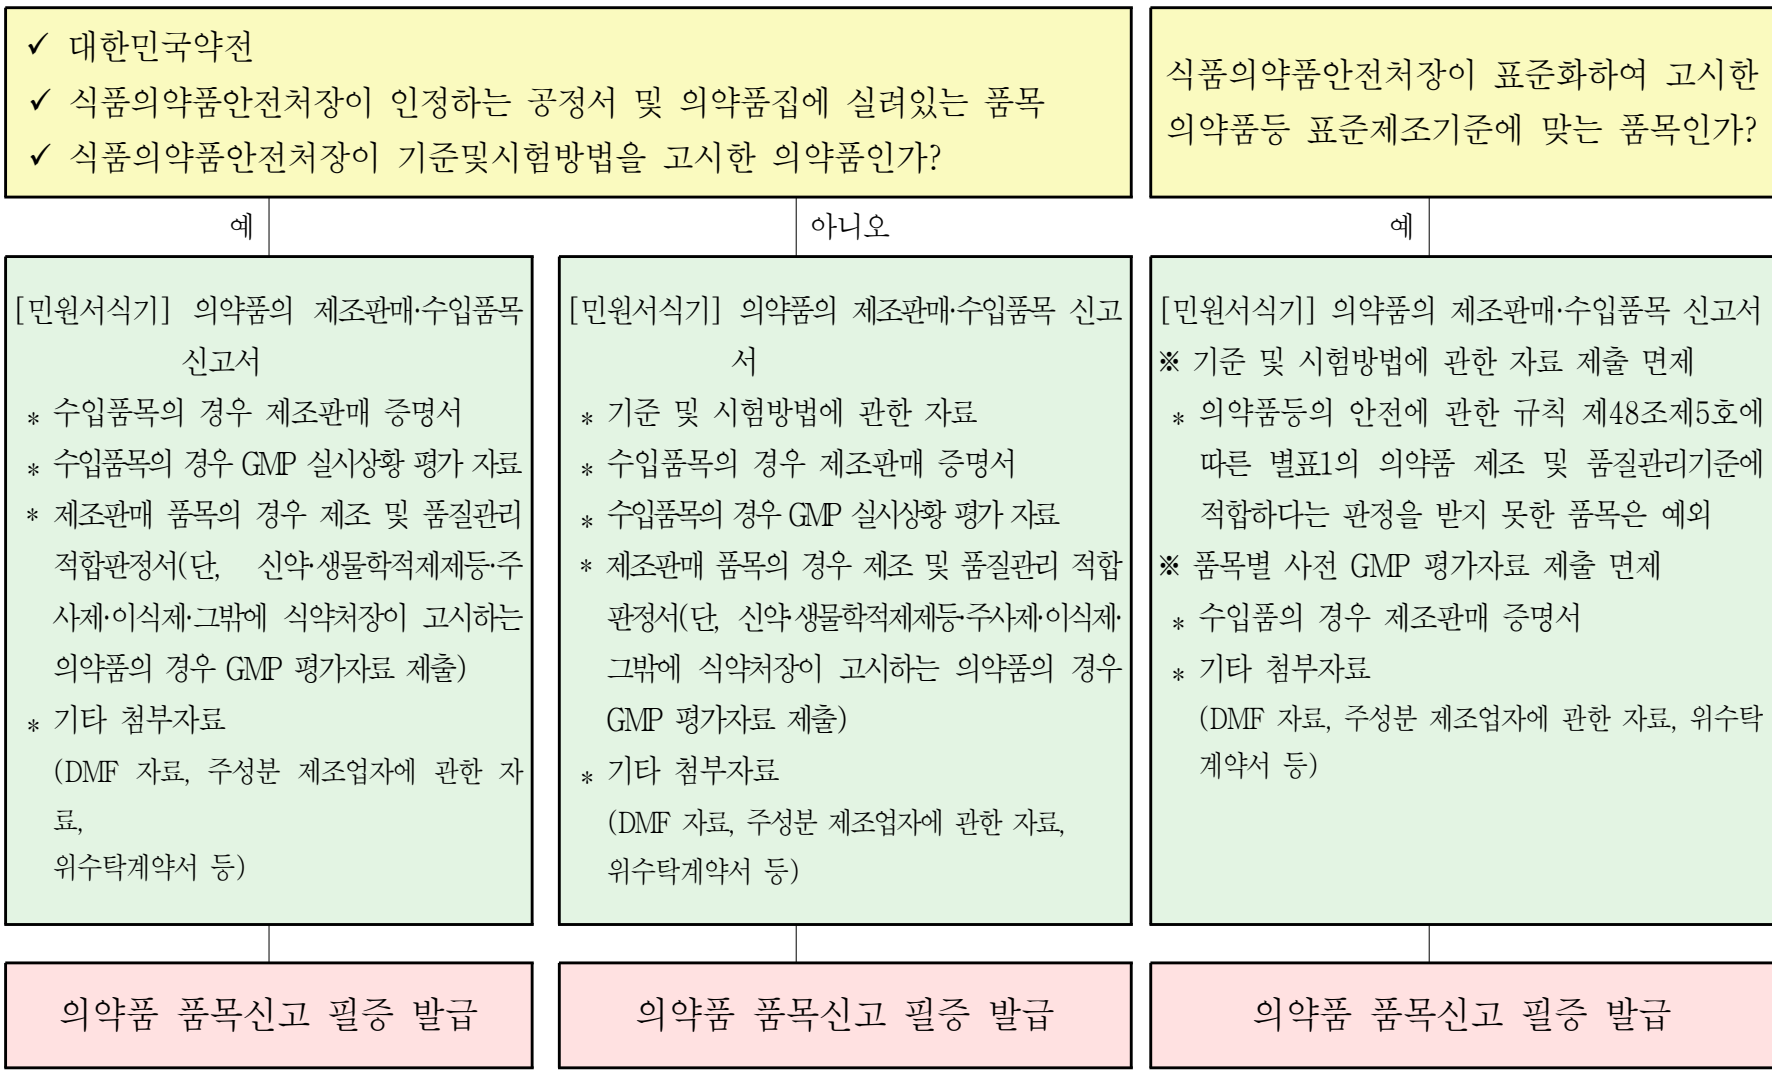 ✓ 대한민국약전
✓ 식품의약품안전처장이 인정하는 공정서 및 의약품집에 실려있는 품목
✓ 식품의약품안전처장이 기준및시험방법을 고시한 의약품인가?
식품의약품안전처장이 표준화하여 고시한
의약품등 표준제조기준에 맞는 품목인가?
예
아니오
예
[민원서식기] 의약품의 제조판매·수입품목
신고서
* 수입품목의 경우 제조판매 증명서
* 수입품목의 경우 GMP 실시상황 평가 자료
* 제조판매 품목의 경우 제조 및 품질관리
적합판정서(단, 신약·생물학적제제등·주
사제·이식제·그밖에 식약처장이 고시하는
의약품의 경우 GMP 평가자료 제출)
* 기타 첨부자료
(DMF 자료, 주성분 제조업자에 관한 자
료,
위수탁계약서 등)
[민원서식기] 의약품의 제조판매·수입품목 신고
서
* 기준 및 시험방법에 관한 자료
* 수입품목의 경우 제조판매 증명서
* 수입품목의 경우 GMP 실시상황 평가 자료
* 제조판매 품목의 경우 제조 및 품질관리 적합
판정서(단, 신약·생물학적제제등·주사제·이식제·
그밖에 식약처장이 고시하는 의약품의 경우
GMP 평가자료 제출)
* 기타 첨부자료
(DMF 자료, 주성분 제조업자에 관한 자료,
위수탁계약서 등)
[민원서식기] 의약품의 제조판매·수입품목 신고서
※ 기준 및 시험방법에 관한 자료 제출 면제
* 의약품등의 안전에 관한 규칙 제48조제5호에
따른 별표1의 의약품 제조 및 품질관리기준에
적합하다는 판정을 받지 못한 품목은 예외
※ 품목별 사전 GMP 평가자료 제출 면제
* 수입품의 경우 제조판매 증명서
* 기타 첨부자료
(DMF 자료, 주성분 제조업자에 관한 자료, 위수탁
계약서 등)
의약품 품목신고 필증 발급
의약품 품목신고 필증 발급
의약품 품목신고 필증 발급